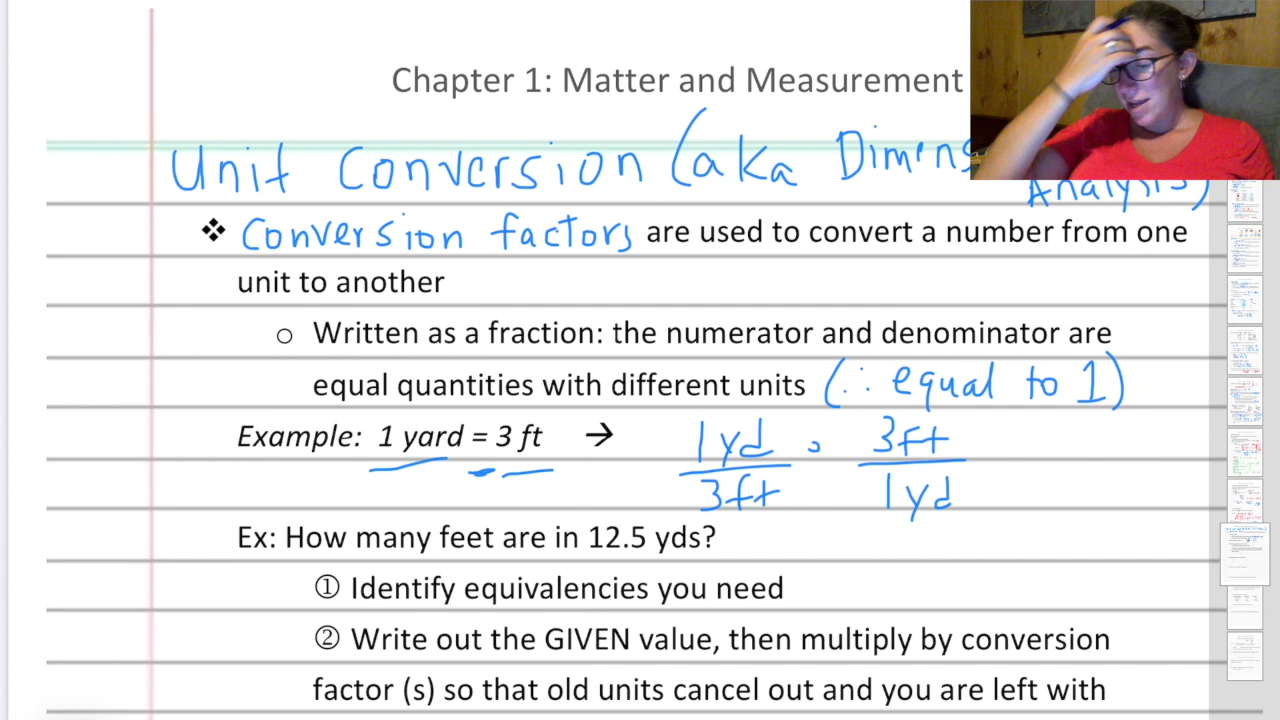 Chapter 1: Matter and Measurement
Unit Conversion (aka Dimens
Analysis)
❖ Conversion factors are used to convert a number from one
unit to another
o Written as a fraction: the numerator and denominator are
equal quantities with different units (∴ equal to 1)
Example: 1 yard = 3 ft → 1yd/3ft , 3ft/1yd
Ex: How many feet are in 12.5 yds?
① Identify equivalencies you need
② Write out the GIVEN value, then multiply by conversion
factor (s) so that old units cancel out and you are left with